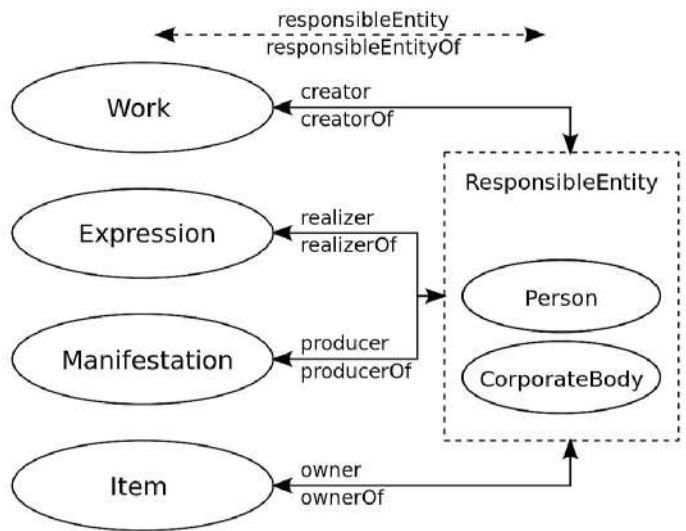 responsibleEntity
responsibleEntityOf
Work
creator
creatorOf
ResponsibleEntity
Expression
realizer
realizerOf
Person
Manifestation
producer
producerOf
CorporateBody
Item
owner
ownerOf